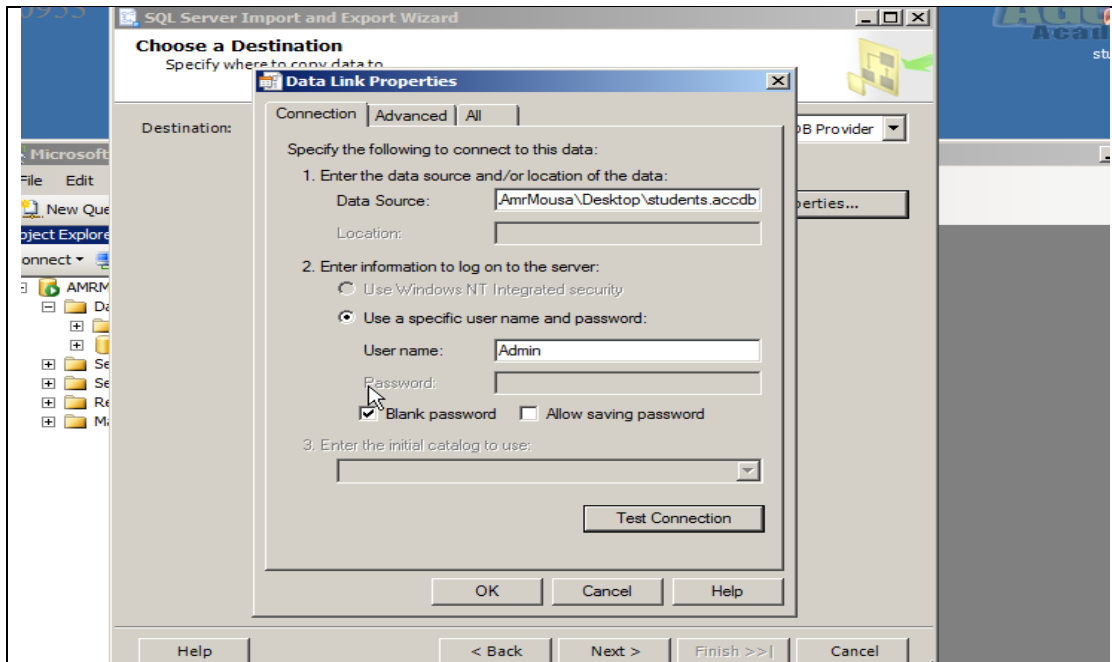 0933
SQL Server Import and Export Wizard
Choose a Destination
Specify where to copy data to
Acad
stu
Data Link Properties
Connection Advanced All
Destination:
DB Provider
Specify the following to connect to this data:
1. Enter the data source and/or location of the data:
Data Source: AmrMousa\Desktop\students.accdb
Location:
perties...
2. Enter information to log on to the server:
Use Windows NT Integrated security
Use a specific user name and password:
User name: Admin
Password:
Blank password Allow saving password
3. Enter the initial catalog to use:
Test Connection
OK Cancel Help
Help < Back Next > Finish >>| Cancel
Microsoft
File Edit
New Que
bject Explore
onnect
AMRM
Da
Se
Se
Re
Ma